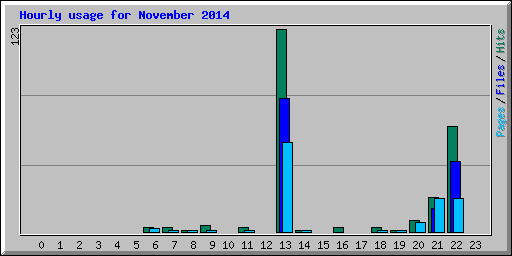 Hourly usage for November 2014
123
Pages / Files / Hits
0 1 2 3 4 5 6 7 8 9 10 11 12 13 14 15 16 17 18 19 20 21 22 23